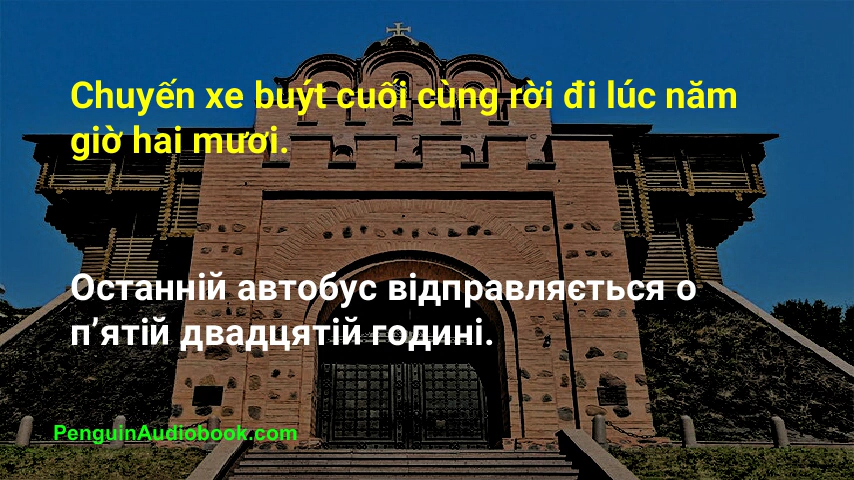 Chuyến xe buýt cuối cùng rời đi lúc năm
giờ hai mươi.
Останній автобус відправляється о
п’ятій двадцятій годині.
PenguinAudiobook.com